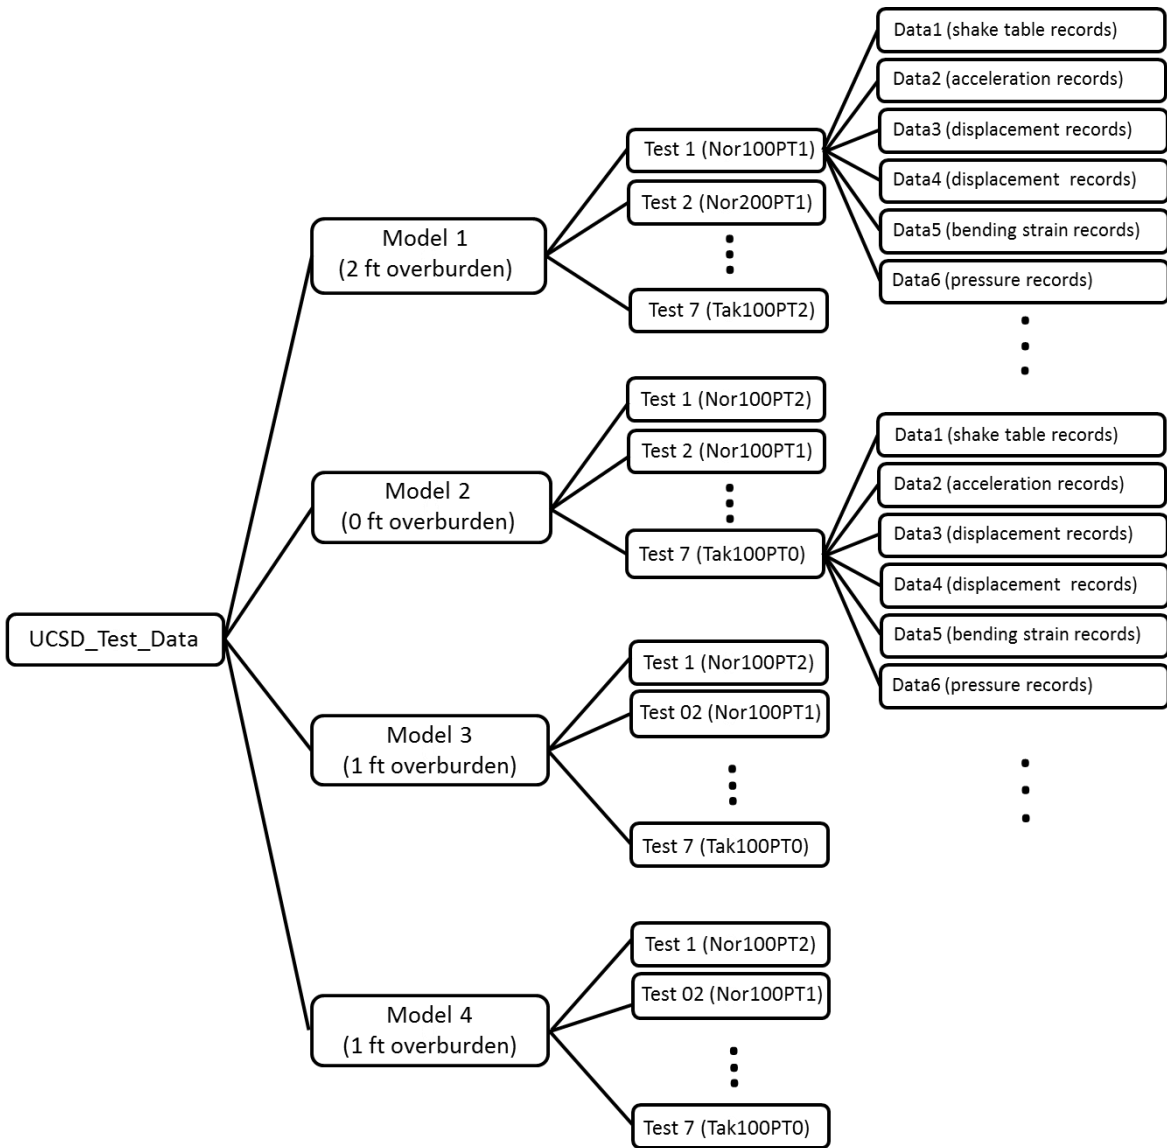 UCSD_Test_Data
Model 1
(2 ft overburden)
Test 1 (Nor100PT1)
Data1 (shake table records)
Data2 (acceleration records)
Data3 (displacement records)
Data4 (displacement  records)
Data5 (bending strain records)
Data6 (pressure records)
Test 2 (Nor200PT1)
Test 7 (Tak100PT2)
Model 2
(0 ft overburden)
Test 1 (Nor100PT2)
Test 2 (Nor100PT1)
Test 7 (Tak100PT0)
Data1 (shake table records)
Data2 (acceleration records)
Data3 (displacement records)
Data4 (displacement  records)
Data5 (bending strain records)
Data6 (pressure records)
Model 3
(1 ft overburden)
Test 1 (Nor100PT2)
Test 02 (Nor100PT1)
Test 7 (Tak100PT0)
Model 4
(1 ft overburden)
Test 1 (Nor100PT2)
Test 02 (Nor100PT1)
Test 7 (Tak100PT0)